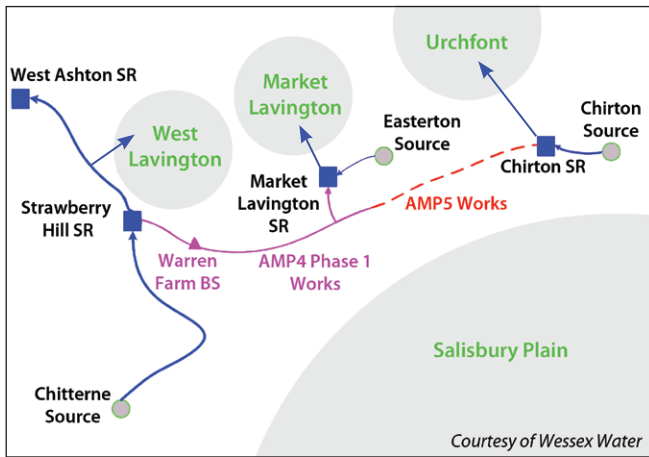 Urchfont
West Ashton SR
Market
Lavington
Chirton
Source
West
Lavington
Easterton
Source
Chirton SR
Market
Lavington
SR
Strawberry
Hill SR
AMP5 Works
Warren
Farm BS
AMP4 Phase 1
Works
Salisbury Plain
Chitterne
Source
Courtesy of Wessex Water